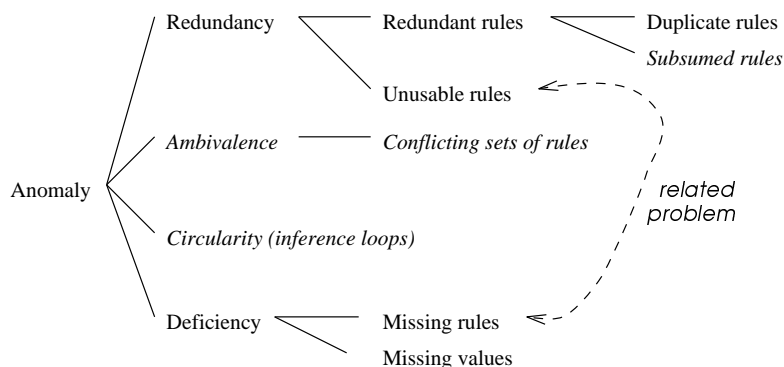 Redundancy Redundant rules Duplicate rules
Subsumed rules
Unusable rules
Ambivalence Conflicting sets of rules
Anomaly
related
problem
Circularity (inference loops)
Deficiency Missing rules
Missing values